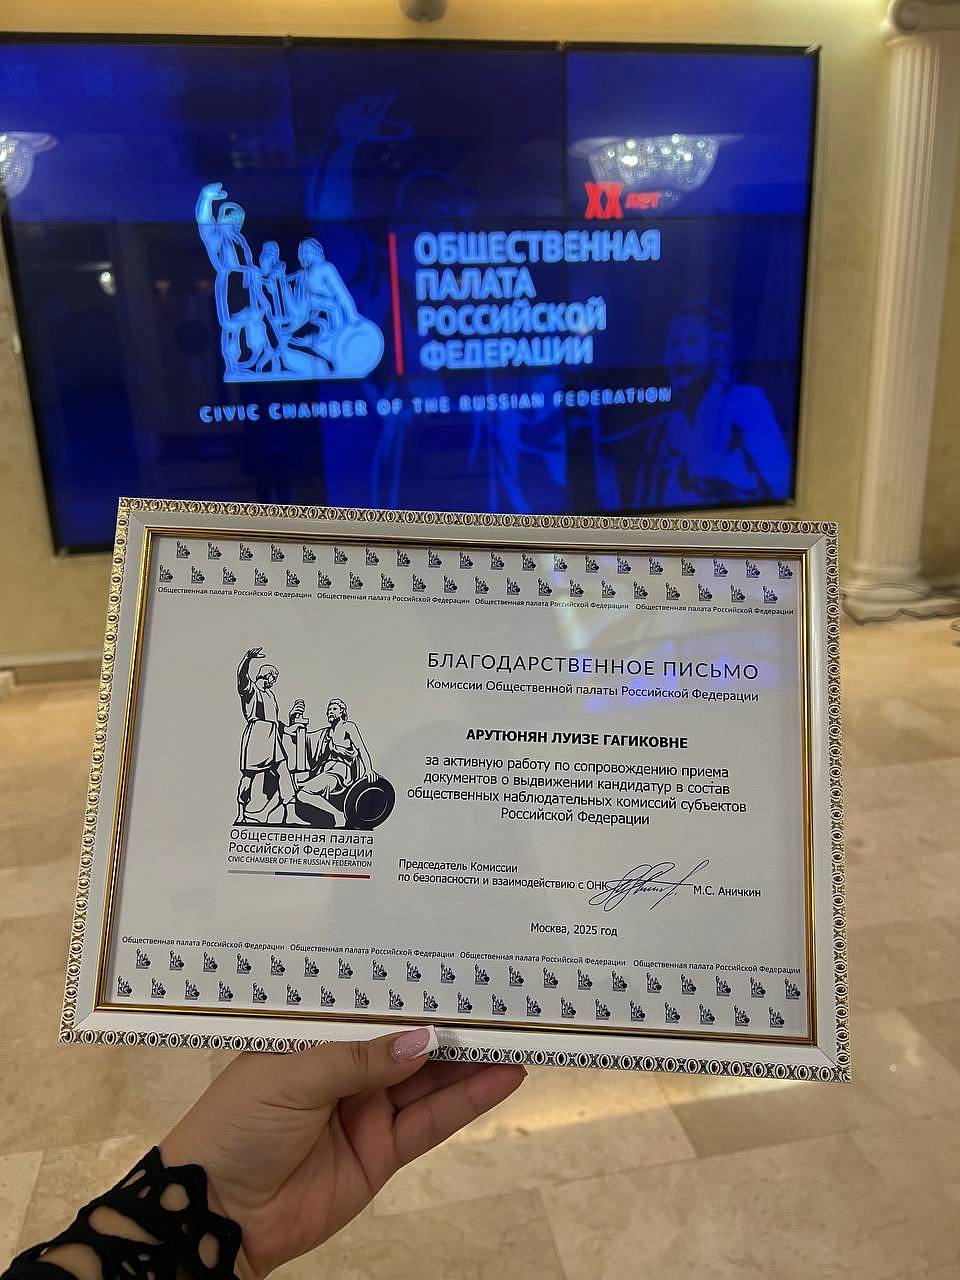 XX ЛЕТ
ОБЩЕСТВЕННАЯ
ПАЛАТА
РОССИЙСКОЙ
ФЕДЕРАЦИИ
CIVIC CHAMBER OF THE RUSSIAN FEDERATION
Общественная палата Российской Федерации Общественная палата Российской Федерации Общественная палата Российской Федерации Общественная палата Российской Федерации
БЛАГОДАРСТВЕННОЕ ПИСЬМО
Комиссии Общественной палаты Российской Федерации
АРУТЮНЯН ЛУИЗЕ ГАГИКОВНЕ
за активную работу по сопровождению приема
документов о выдвижении кандидатур в состав
общественных наблюдательных комиссий субъектов
Российской Федерации
Общественная палата
Российской Федерации
CIVIC CHAMBER OF THE RUSSIAN FEDERATION
Председатель Комиссии
по безопасности и взаимодействию с ОНК М.С. Аничкин
Москва, 2025 год
Общественная палата Российской Федерации Общественная палата Российской Федерации Общественная палата Российской Федерации Общественная палата Российской Федерации